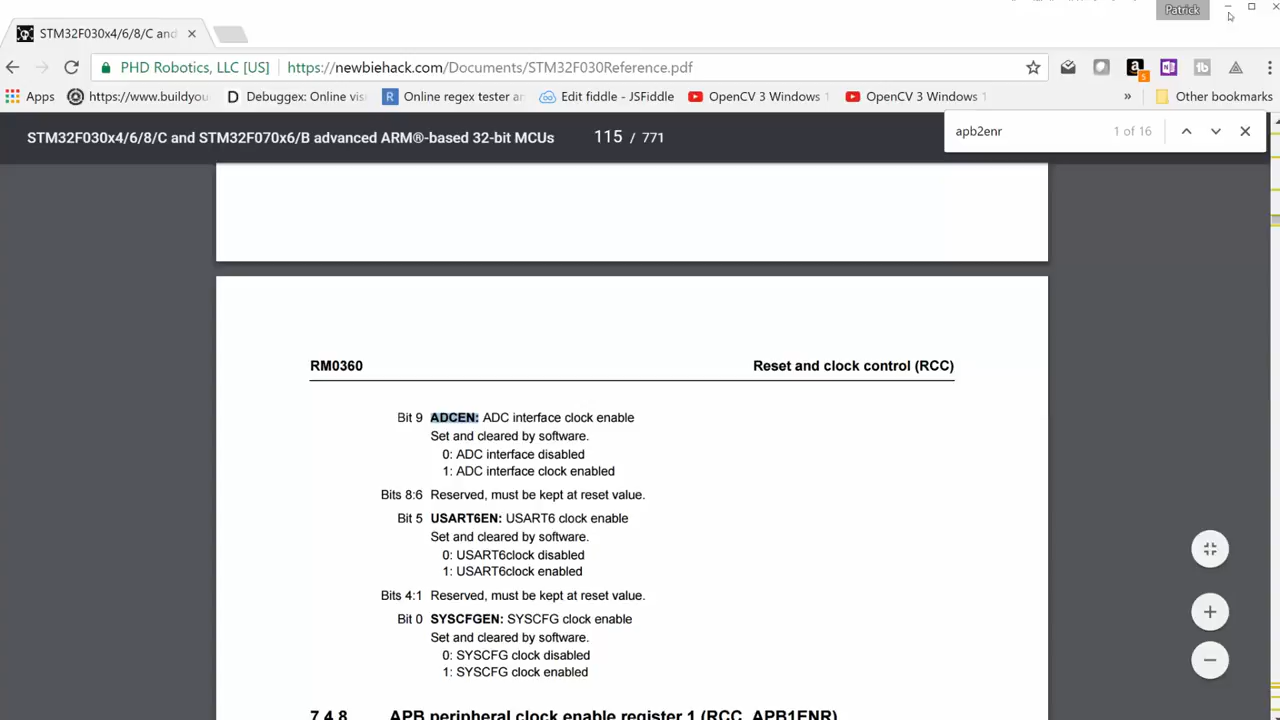 Patrick
STM32F030x4/6/8/C and
PHD Robotics, LLC [US]
https://newbiehack.com/Documents/STM32F030Reference.pdf
Apps
https://www.buildyou
Debuggex: Online vis
Online regex tester an
Edit fiddle - JSFiddle
OpenCV 3 Windows 1
OpenCV 3 Windows 1
»
Other bookmarks
STM32F030x4/6/8/C and STM32F070x6/B advanced ARM®-based 32-bit MCUs
115 / 771
apb2enr
1 of 16
RM0360
Reset and clock control (RCC)
Bit 9 ADCEN: ADC interface clock enable
Set and cleared by software.
0: ADC interface disabled
1: ADC interface clock enabled
Bits 8:6 Reserved, must be kept at reset value.
Bit 5 USART6EN: USART6 clock enable
Set and cleared by software.
0: USART6clock disabled
1: USART6clock enabled
Bits 4:1 Reserved, must be kept at reset value.
Bit 0 SYSCFGEN: SYSCFG clock enable
Set and cleared by software.
0: SYSCFG clock disabled
1: SYSCFG clock enabled
7.4.8 APB peripheral clock enable register 1 (RCC_APB1ENR)